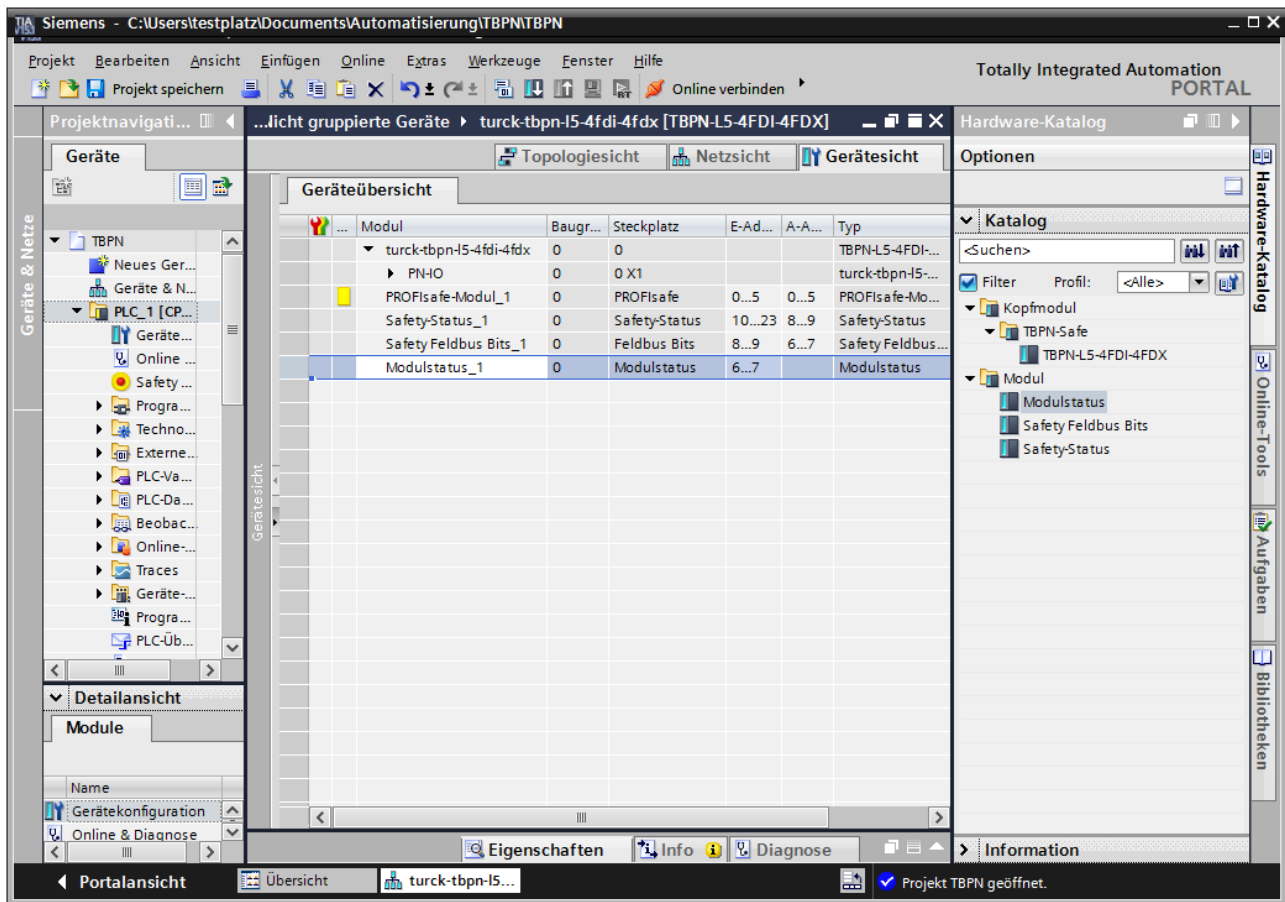 Siemens - C:\Users\testplatz\Documents\Automatisierung\TBPN\TBPN
Projekt Bearbeiten Ansicht Einfügen Online Extras Werkzeuge Fenster Hilfe
Totally Integrated Automation
PORTAL
Projekt speichern
Online verbinden
Projektnavigati...
...licht gruppierte Geräte turck-tbpn-l5-4fdi-4fdx [TBPN-L5-4FDI-4FDX]
Hardware-Katalog
Geräte
Topologiesicht Netzsicht Gerätesicht
Optionen
Geräteübersicht
... Modul Baugr... Steckplatz E-Ad... A-A... Typ
turck-tbpn-l5-4fdi-4fdx 0 0 TBPN-L5-4FDI-...
PN-IO 0 0 X1 turck-tbpn-l5-...
PROFIsafe-Modul_1 0 PROFIsafe 0...5 0...5 PROFIsafe-Mo...
Safety-Status_1 0 Safety-Status 10...23 8...9 Safety-Status
Safety Feldbus Bits_1 0 Feldbus Bits 8...9 6...7 Safety Feldbus...
Modulstatus_1 0 Modulstatus 6...7 Modulstatus
Geräte & Netze
TBPN
Neues Ger...
Geräte & N...
PLC_1 [CP...
Geräte...
Online ...
Safety ...
Progra...
Techno...
Externe...
PLC-Va...
PLC-Da...
Beobac...
Online-...
Traces
Geräte-...
Progra...
PLC-Üb...
Gerätesicht
Katalog
<Suchen>
Filter Profil: <Alle>
Kopfmodul
TBPN-Safe
TBPN-L5-4FDI-4FDX
Modul
Modulstatus
Safety Feldbus Bits
Safety-Status
Hardware-Katalog
Online-Tools
Aufgaben
Bibliotheken
Detailansicht
Module
Name
Gerätekonfiguration
Online & Diagnose
Eigenschaften Info Diagnose
Information
Portalansicht Übersicht turck-tbpn-l5... Projekt TBPN geöffnet.